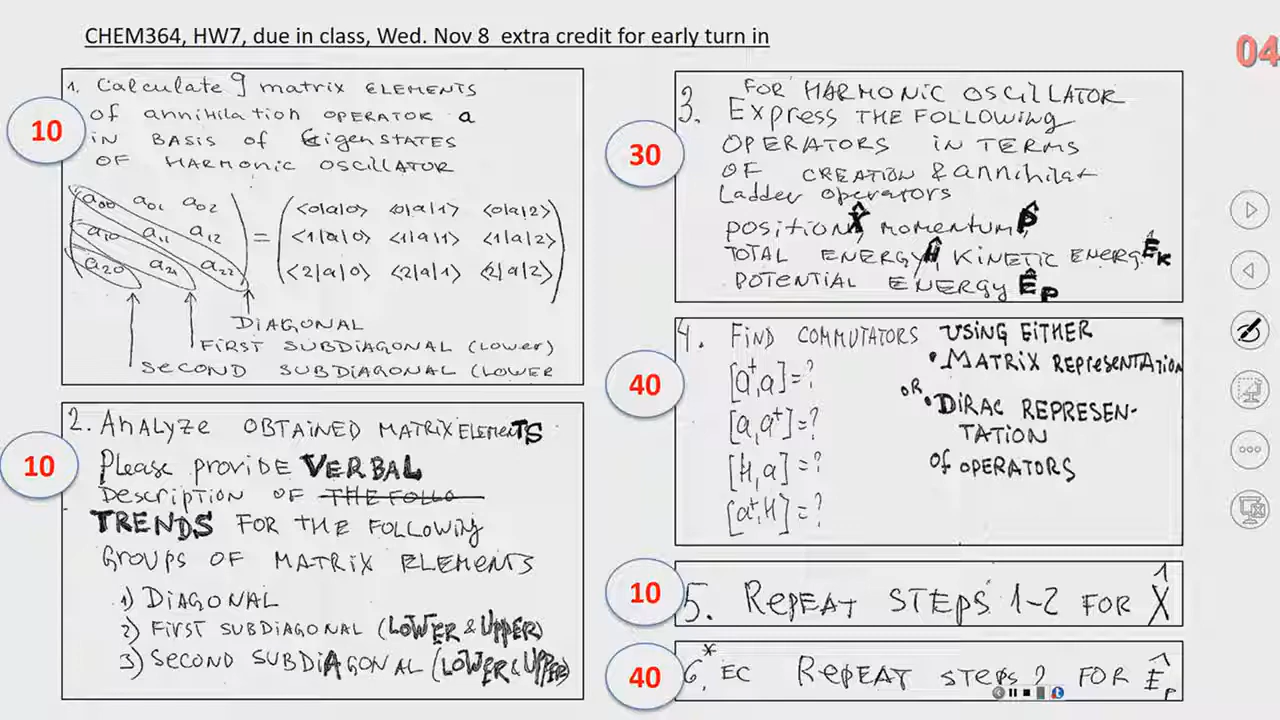 CHEM364, HW7, due in class, Wed. Nov 8 extra credit for early turn in
04
10
1. Calculate 9 matrix ELEMENTS
of annihilation OPERATOR a
in BASIS of EigenSTATES
OF HARMONIC OSCILLATOR
a00 a01 a02
a10 a11 a12
a20 a21 a22
=
<0|a|0> <0|a|1> <0|a|2>
<1|a|0> <1|a|1> <1|a|2>
<2|a|0> <2|a|1> <2|a|2>
DIAGONAL
FIRST SUBDIAGONAL (Lower)
SECOND SUBDIAGONAL (LOWER
10
2. ANALYZE OBTAINED MATRIX ELEMENTS
Please provide VERBAL
Description OF THE FOLLO
TRENDS FOR THE FOLLOWING
GROUPS OF MATRIX ELEMENTS
1) DIAGONAL
2) FIRST SUBDIAGONAL (LOWER & UPPER)
3) SECOND SUBDIAGONAL (LOWER & UPPER)
30
3. FOR HARMONIC OSCILLATOR
Express THE FOLLOWING
OPERATORS IN TERMS
OF CREATION & annihilat
Ladder operators
position X̂, momentum P̂
TOTAL ENERGY Ĥ, KINETIC ENERGY Ê_K
POTENTIAL ENERGY Ê_P
40
4. FIND COMMUTATORS USING EITHER
• MATRIX REPRESENTATION
OR
• DIRAC REPRESEN-
TATION
Of OPERATORS
[a⁺,a]=?
[a,a⁺]=?
[H,a]=?
[a⁺,H]=?
10
5. REPEAT STEPS 1-2 FOR X̂
40
6.* EC REPEAT steps ? FOR Ê_P